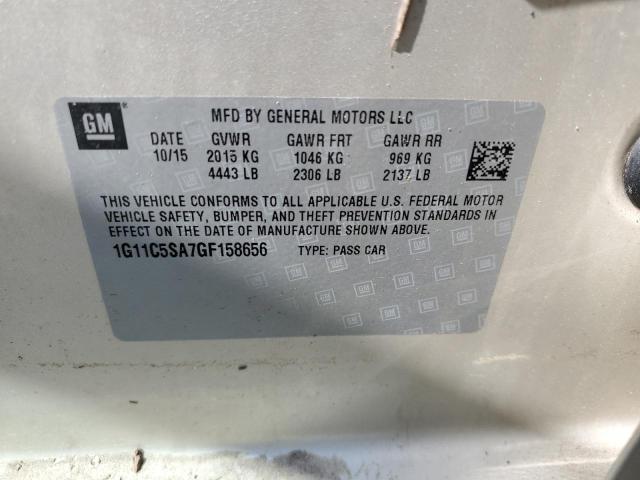 GM
MFD BY GENERAL MOTORS LLC
DATE GVWR GAWR FRT GAWR RR
10/15 2015 KG 1046 KG 969 KG
4443 LB 2306 LB 2137 LB
THIS VEHICLE CONFORMS TO ALL APPLICABLE U.S. FEDERAL MOTOR
VEHICLE SAFETY, BUMPER, AND THEFT PREVENTION STANDARDS IN
EFFECT ON THE DATE OF MANUFACTURE SHOWN ABOVE.
1G11C5SA7GF158656 TYPE: PASS CAR